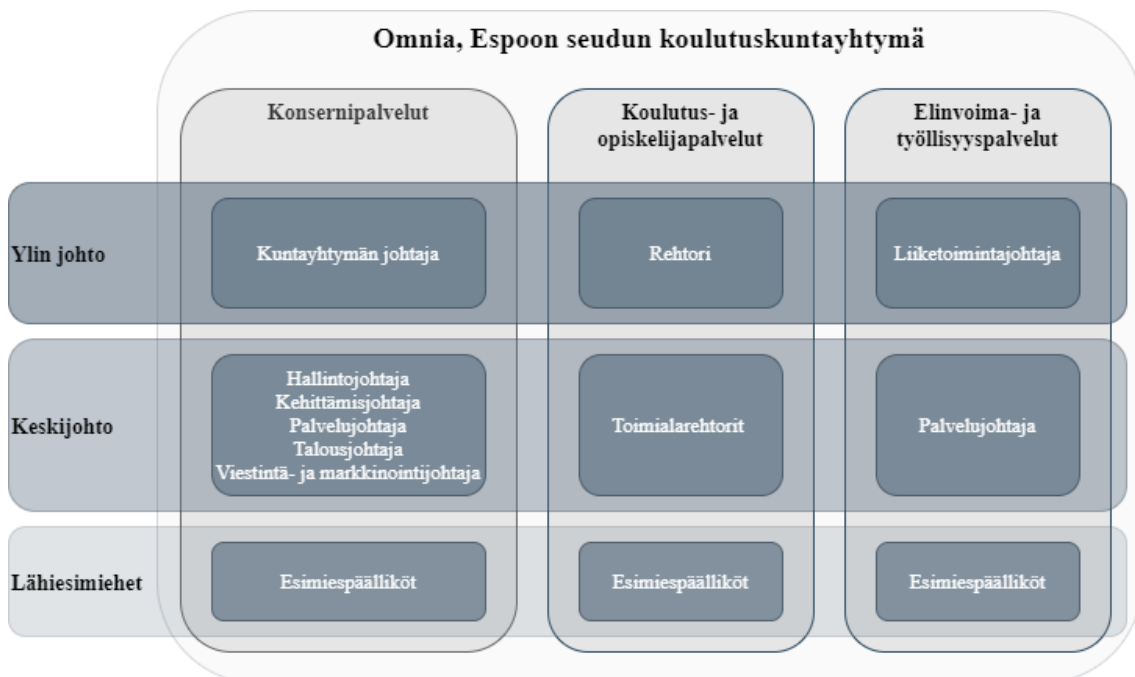 Omnia, Espoon seudun koulutuskuntayhtymä
Konsernipalvelut
Koulutus- ja
opiskelijapalvelut
Elinvoima- ja
työllisyyspalvelut
Ylin johto
Kuntayhtymän johtaja
Rehtori
Liiketoimintajohtaja
Keskijohto
Hallintojohtaja
Kehittämisjohtaja
Palvelujohtaja
Talousjohtaja
Viestintä- ja markkinointijohtaja
Toimialarehtorit
Palvelujohtaja
Lähiesimiehet
Esimiespäälliköt
Esimiespäälliköt
Esimiespäälliköt